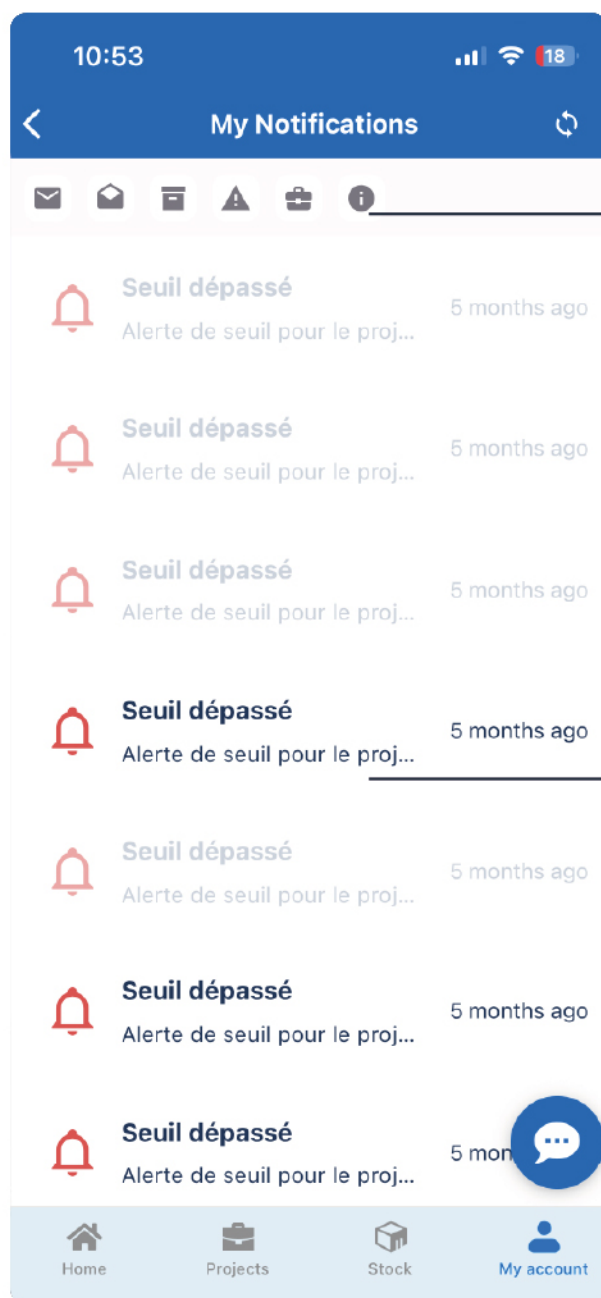 10:53
18
My Notifications
Seuil dépassé
5 months ago
Alerte de seuil pour le proj...
Seuil dépassé
5 months ago
Alerte de seuil pour le proj...
Seuil dépassé
5 months ago
Alerte de seuil pour le proj...
Seuil dépassé
5 months ago
Alerte de seuil pour le proj...
Seuil dépassé
5 months ago
Alerte de seuil pour le proj...
Seuil dépassé
5 months ago
Alerte de seuil pour le proj...
Seuil dépassé
5 mon
Alerte de seuil pour le proj...
Home
Projects
Stock
My account